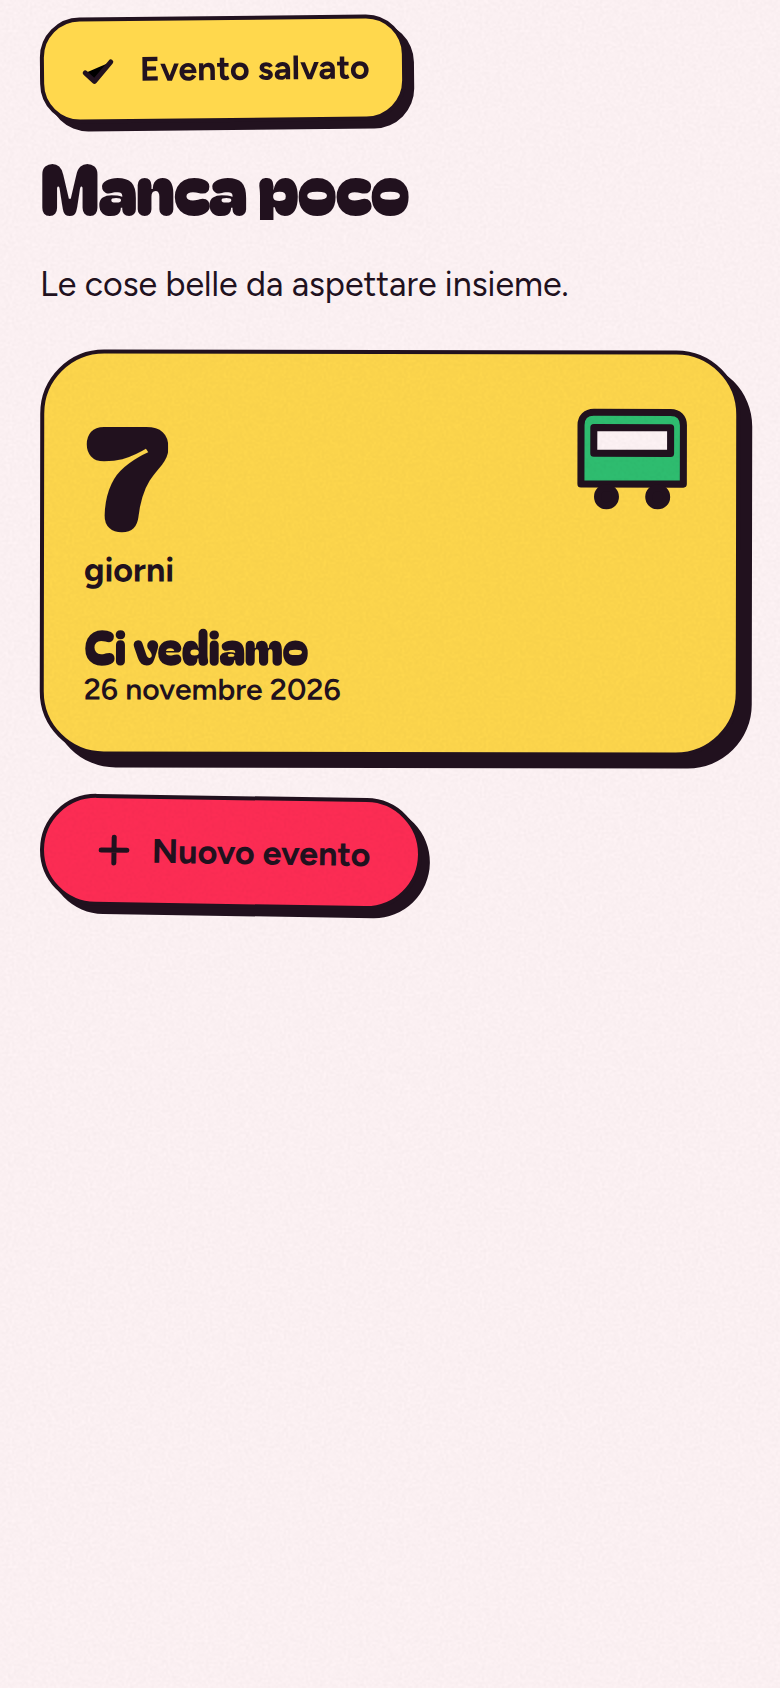 Evento salvato
Manca poco
Le cose belle da aspettare insieme.
7
giorni
Ci vediamo
26 novembre 2026
Nuovo evento